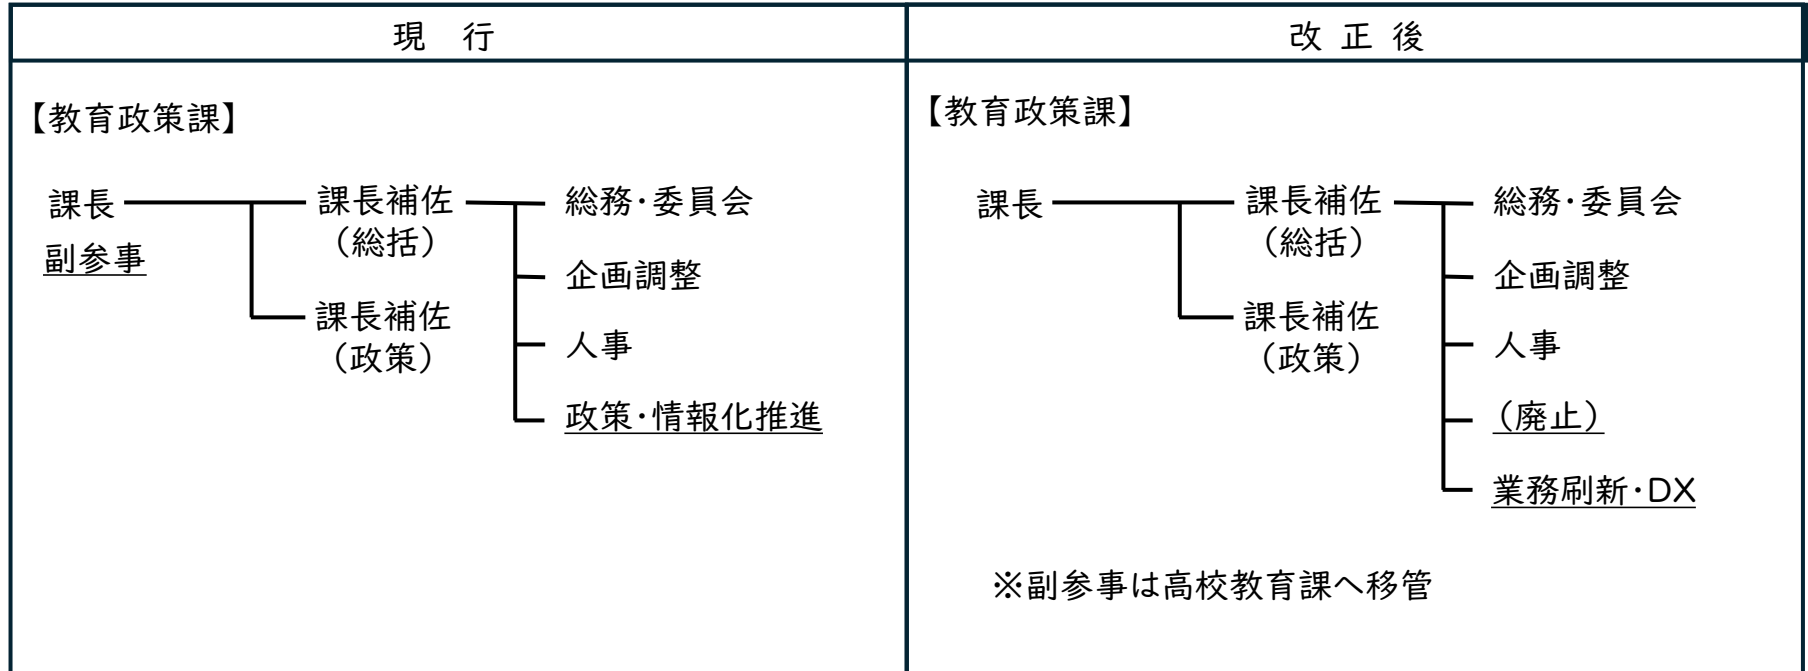 現　行
改 正 後
【教育政策課】
課長
副参事
課長補佐
（総括）
課長補佐
（政策）
総務・委員会
企画調整
人事
政策・情報化推進
【教育政策課】
課長
課長補佐
（総括）
課長補佐
（政策）
総務・委員会
企画調整
人事
（廃止）
業務刷新・DX
※副参事は高校教育課へ移管